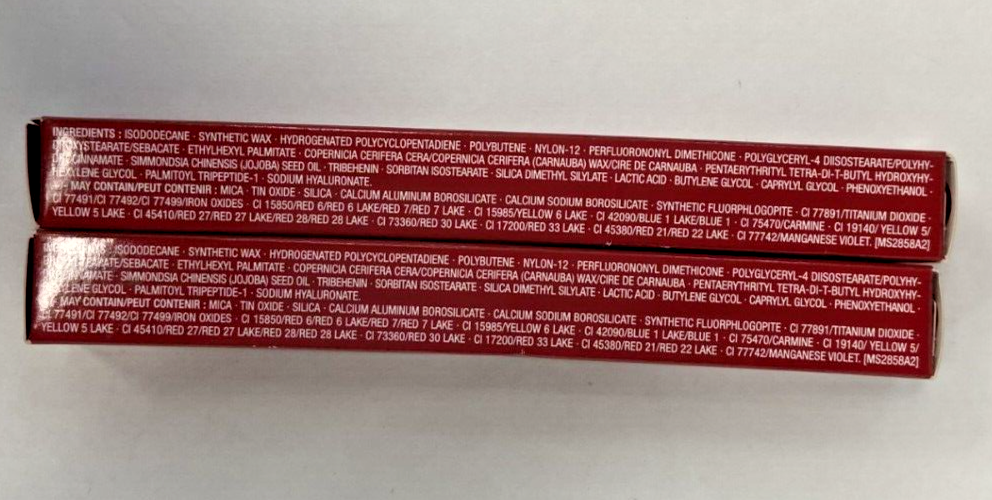 INGREDIENTS : ISODODECANE · SYNTHETIC WAX · HYDROGENATED POLYCYCLOPENTADIENE · POLYBUTENE · NYLON-12 · PERFLUORONONYL DIMETHICONE · POLYGLYCERYL-4 DIISOSTEARATE/POLYHY-
DROXYSTEARATE/SEBACATE · ETHYLHEXYL PALMITATE · COPERNICIA CERIFERA CERA/COPERNICIA CERIFERA (CARNAUBA) WAX/CIRE DE CARNAUBA · PENTAERYTHRITYL TETRA-DI-T-BUTYL HYDROXYHY-
DROCINNAMATE · SIMMONDSIA CHINENSIS (JOJOBA) SEED OIL · TRIBEHENIN · SORBITAN ISOSTEARATE · SILICA DIMETHYL SILYLATE · LACTIC ACID · BUTYLENE GLYCOL · CAPRYLYL GLYCOL · PHENOXYETHANOL ·
HEXYLENE GLYCOL · PALMITOYL TRIPEPTIDE-1 · SODIUM HYALURONATE.
MAY CONTAIN/PEUT CONTENIR : MICA · TIN OXIDE · SILICA · CALCIUM ALUMINUM BOROSILICATE · CALCIUM SODIUM BOROSILICATE · SYNTHETIC FLUORPHLOGOPITE · CI 77891/TITANIUM DIOXIDE ·
CI 77491/CI 77492/CI 77499/IRON OXIDES · CI 15850/RED 6/RED 6 LAKE/RED 7/RED 7 LAKE · CI 15985/YELLOW 6 LAKE · CI 42090/BLUE 1 LAKE/BLUE 1 · CI 75470/CARMINE · CI 19140/ YELLOW 5/
YELLOW 5 LAKE · CI 45410/RED 27/RED 27 LAKE/RED 28/RED 28 LAKE · CI 73360/RED 30 LAKE · CI 17200/RED 33 LAKE · CI 45380/RED 21/RED 22 LAKE · CI 77742/MANGANESE VIOLET. [MS2858A2]
ISODODECANE · SYNTHETIC WAX · HYDROGENATED POLYCYCLOPENTADIENE · POLYBUTENE · NYLON-12 · PERFLUORONONYL DIMETHICONE · POLYGLYCERYL-4 DIISOSTEARATE/POLYHY-
/SEBACATE · ETHYLHEXYL PALMITATE · COPERNICIA CERIFERA CERA/COPERNICIA CERIFERA (CARNAUBA) WAX/CIRE DE CARNAUBA · PENTAERYTHRITYL TETRA-DI-T-BUTYL HYDROXYHY-
SIMMONDSIA CHINENSIS (JOJOBA) SEED OIL · TRIBEHENIN · SORBITAN ISOSTEARATE · SILICA DIMETHYL SILYLATE · LACTIC ACID · BUTYLENE GLYCOL · CAPRYLYL GLYCOL · PHENOXYETHANOL ·
GLYCOL · PALMITOYL TRIPEPTIDE-1 · SODIUM HYALURONATE.
MAY CONTAIN/PEUT CONTENIR : MICA · TIN OXIDE · SILICA · CALCIUM ALUMINUM BOROSILICATE · CALCIUM SODIUM BOROSILICATE · SYNTHETIC FLUORPHLOGOPITE · CI 77891/TITANIUM DIOXIDE ·
CI 77491/CI 77492/CI 77499/IRON OXIDES · CI 15850/RED 6/RED 6 LAKE/RED 7/RED 7 LAKE · CI 15985/YELLOW 6 LAKE · CI 42090/BLUE 1 LAKE/BLUE 1 · CI 75470/CARMINE · CI 19140/ YELLOW 5/
YELLOW 5 LAKE · CI 45410/RED 27/RED 27 LAKE/RED 28/RED 28 LAKE · CI 73360/RED 30 LAKE · CI 17200/RED 33 LAKE · CI 45380/RED 21/RED 22 LAKE · CI 77742/MANGANESE VIOLET. [MS2858A2]